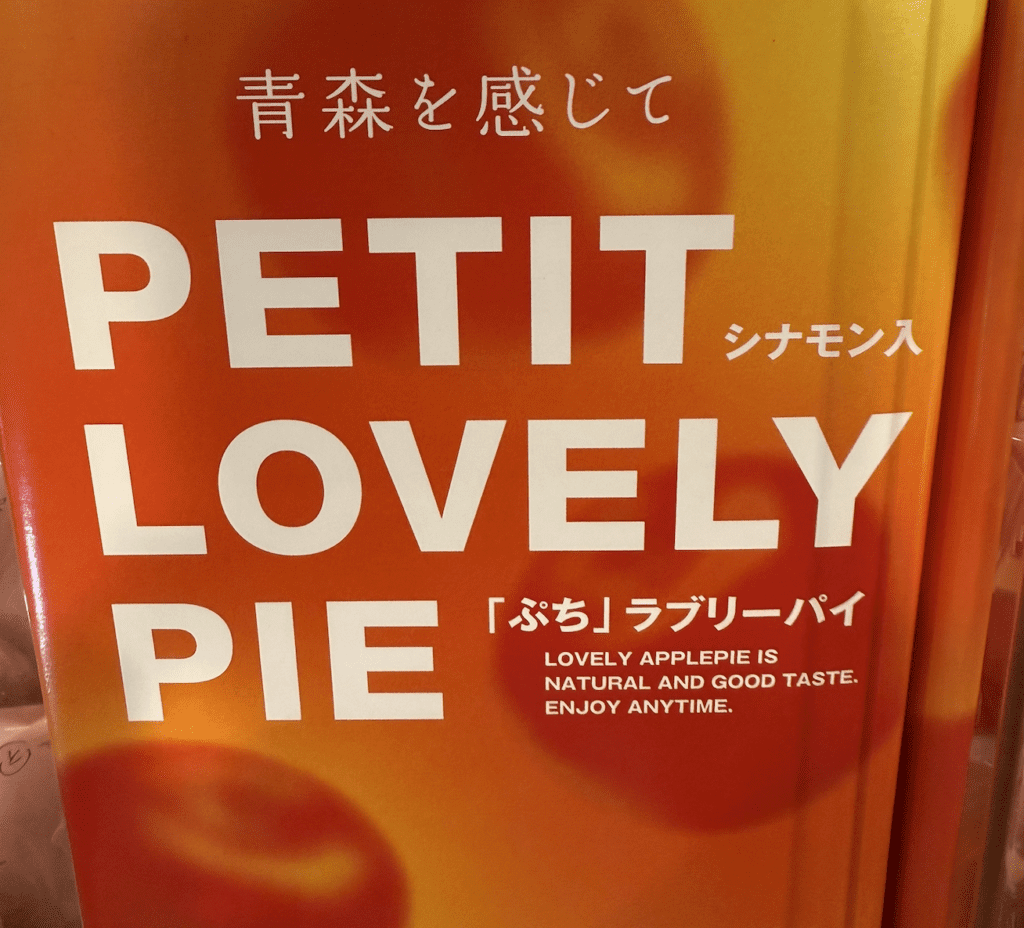 青森を感じて
PETIT
シナモン入
LOVELY
PIE
「ぷち」ラブリーパイ
LOVELY APPLEPIE IS
NATURAL AND GOOD TASTE.
ENJOY ANYTIME.